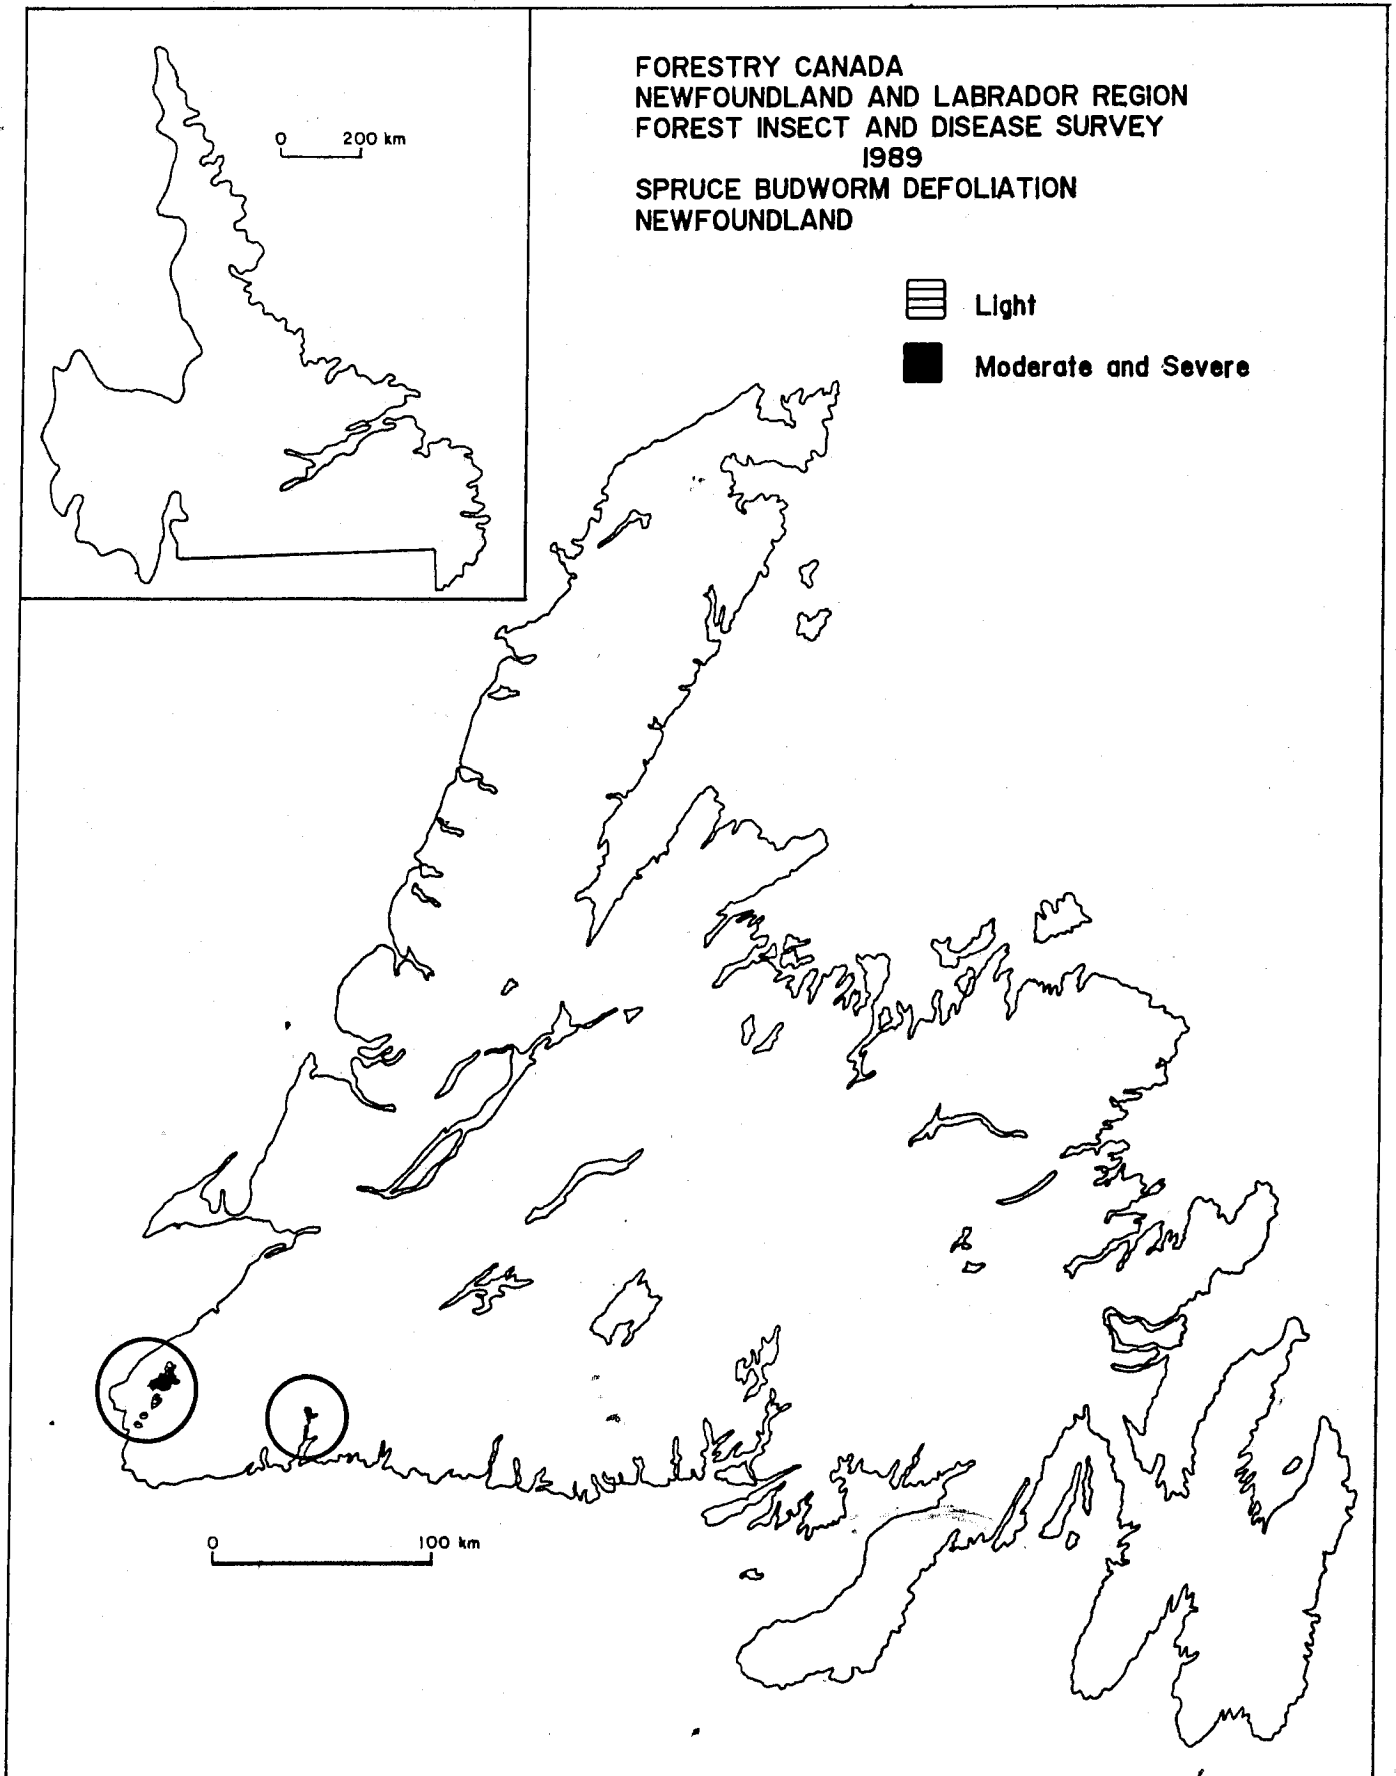 FORESTRY CANADA
NEWFOUNDLAND AND LABRADOR REGION
FOREST INSECT AND DISEASE SURVEY
1989
SPRUCE BUDWORM DEFOLIATION
NEWFOUNDLAND
0 200 km
Light
Moderate and Severe
0 100 km